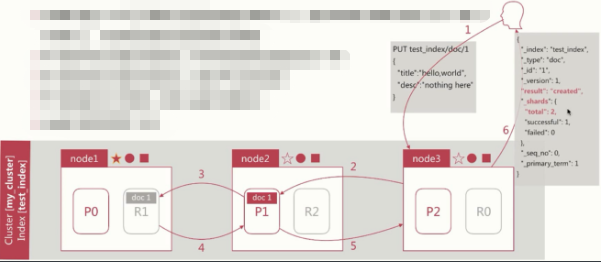 1
PUT test_index/doc/1
{
"title":"hello,world",
"desc":"nothing here"
}
{
"_index": "test_index",
"_type": "doc",
"_id": "1",
"_version": 1,
"result": "created",
"_shards": {
"total": 2,
"successful": 1,
"failed": 0
},
"_seq_no": 0,
"_primary_term": 1
}
6
Cluster [my_cluster]
Index [test_index]
node1
P0
doc 1
R1
3
4
node2
doc 1
P1
R2
2
5
node3
P2
R0